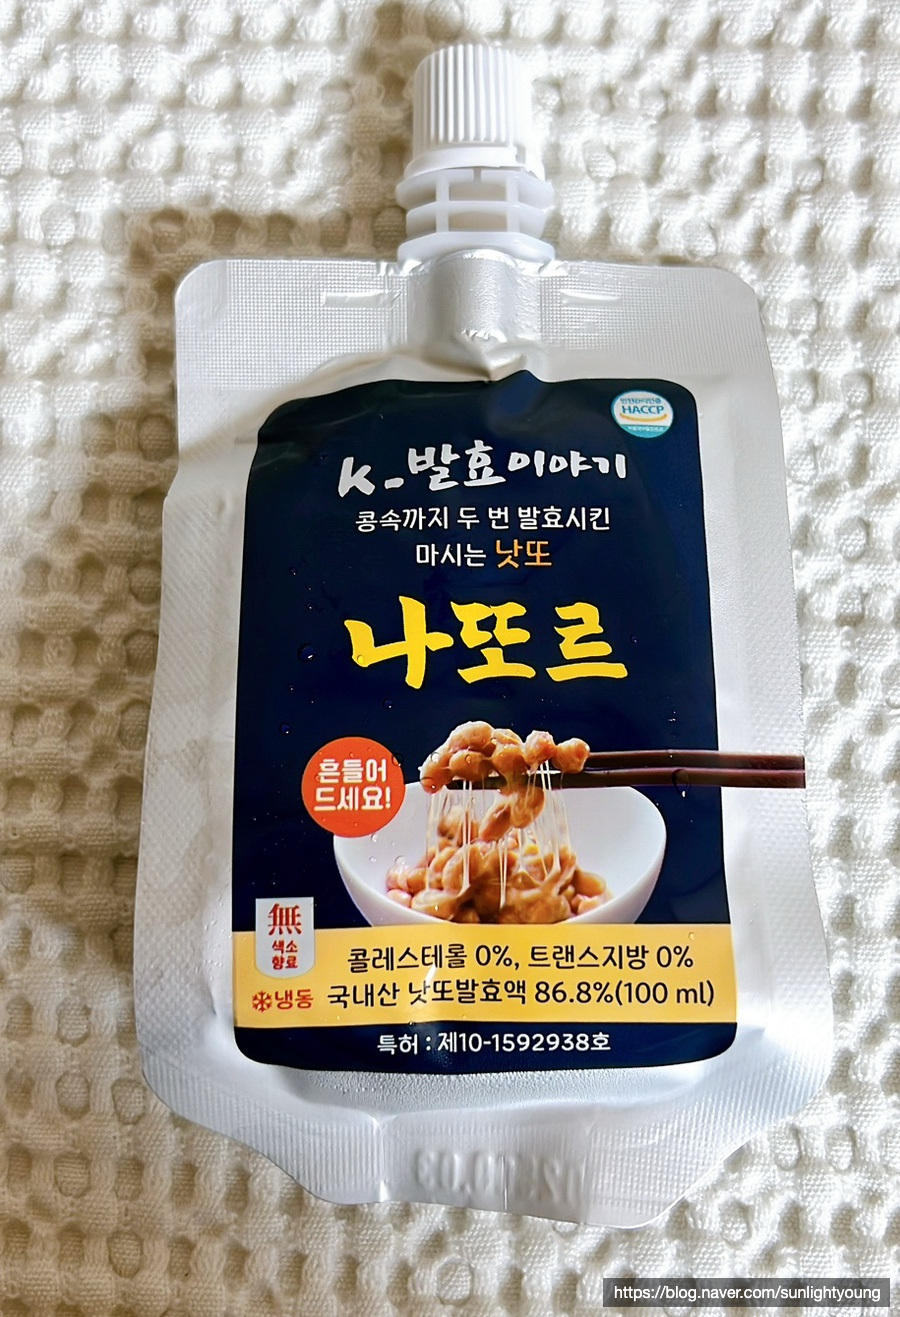 HACCP
K-발효이야기
콩속까지 두 번 발효시킨
마시는 낫또
나또르
흔들어
드세요!
無
색소
향료
콜레스테롤 0%, 트랜스지방 0%
냉동 국내산 낫또발효액 86.8%(100 ml)
특허 : 제10-1592938호
https://blog.naver.com/sunlightyoung